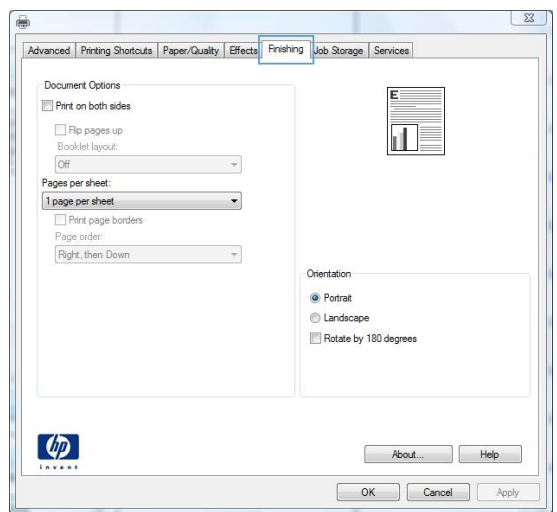 Advanced Printing Shortcuts Paper/Quality Effects Finishing Job Storage Services
Document Options
Print on both sides
Flip pages up
Booklet layout:
Off
Pages per sheet:
1 page per sheet
Print page borders
Page order:
Right, then Down
E
Orientation
Portrait
Landscape
Rotate by 180 degrees
hp
invent
About... Help
OK Cancel Apply